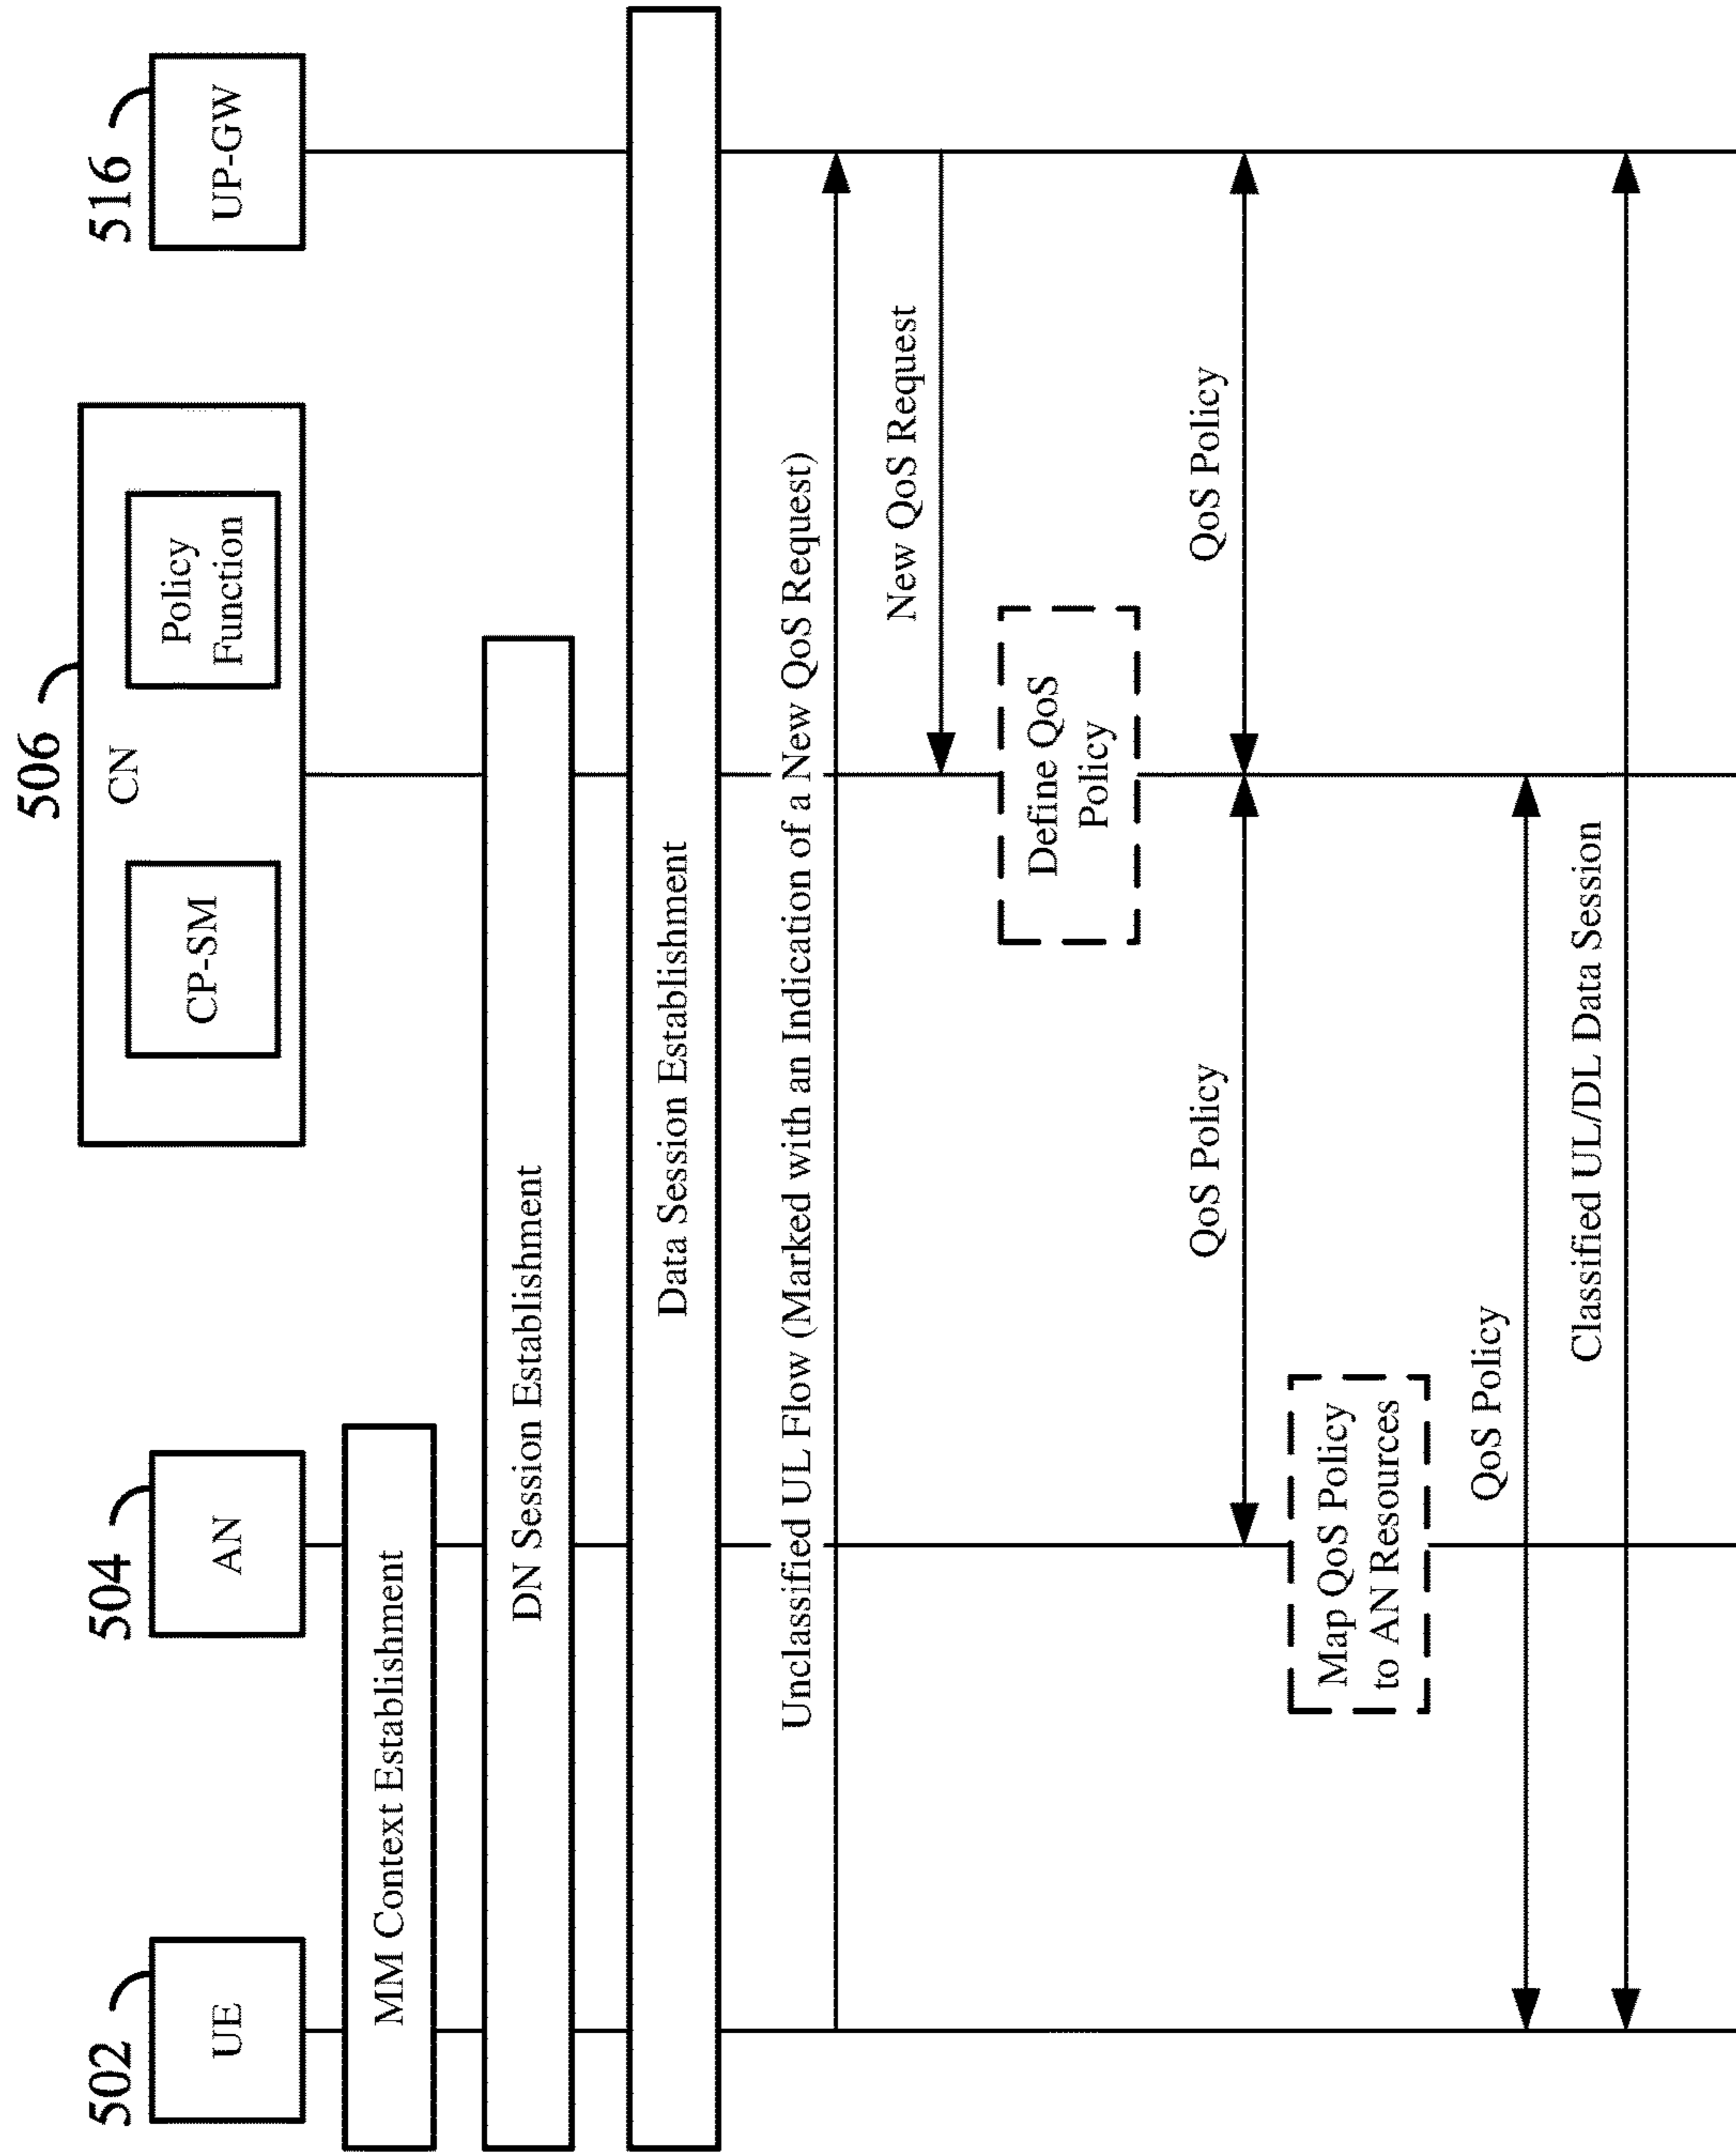 502
504
506
516
UE
AN
CN
CP-SM
Policy
Function
UP-GW
MM Context Establishment
DN Session Establishment
Data Session Establishment
Unclassified UL Flow (Marked with an Indication of a New QoS Request)
New QoS Request
Define QoS
Policy
QoS Policy
QoS Policy
Map QoS Policy
to AN Resources
QoS Policy
Classified UL/DL Data Session